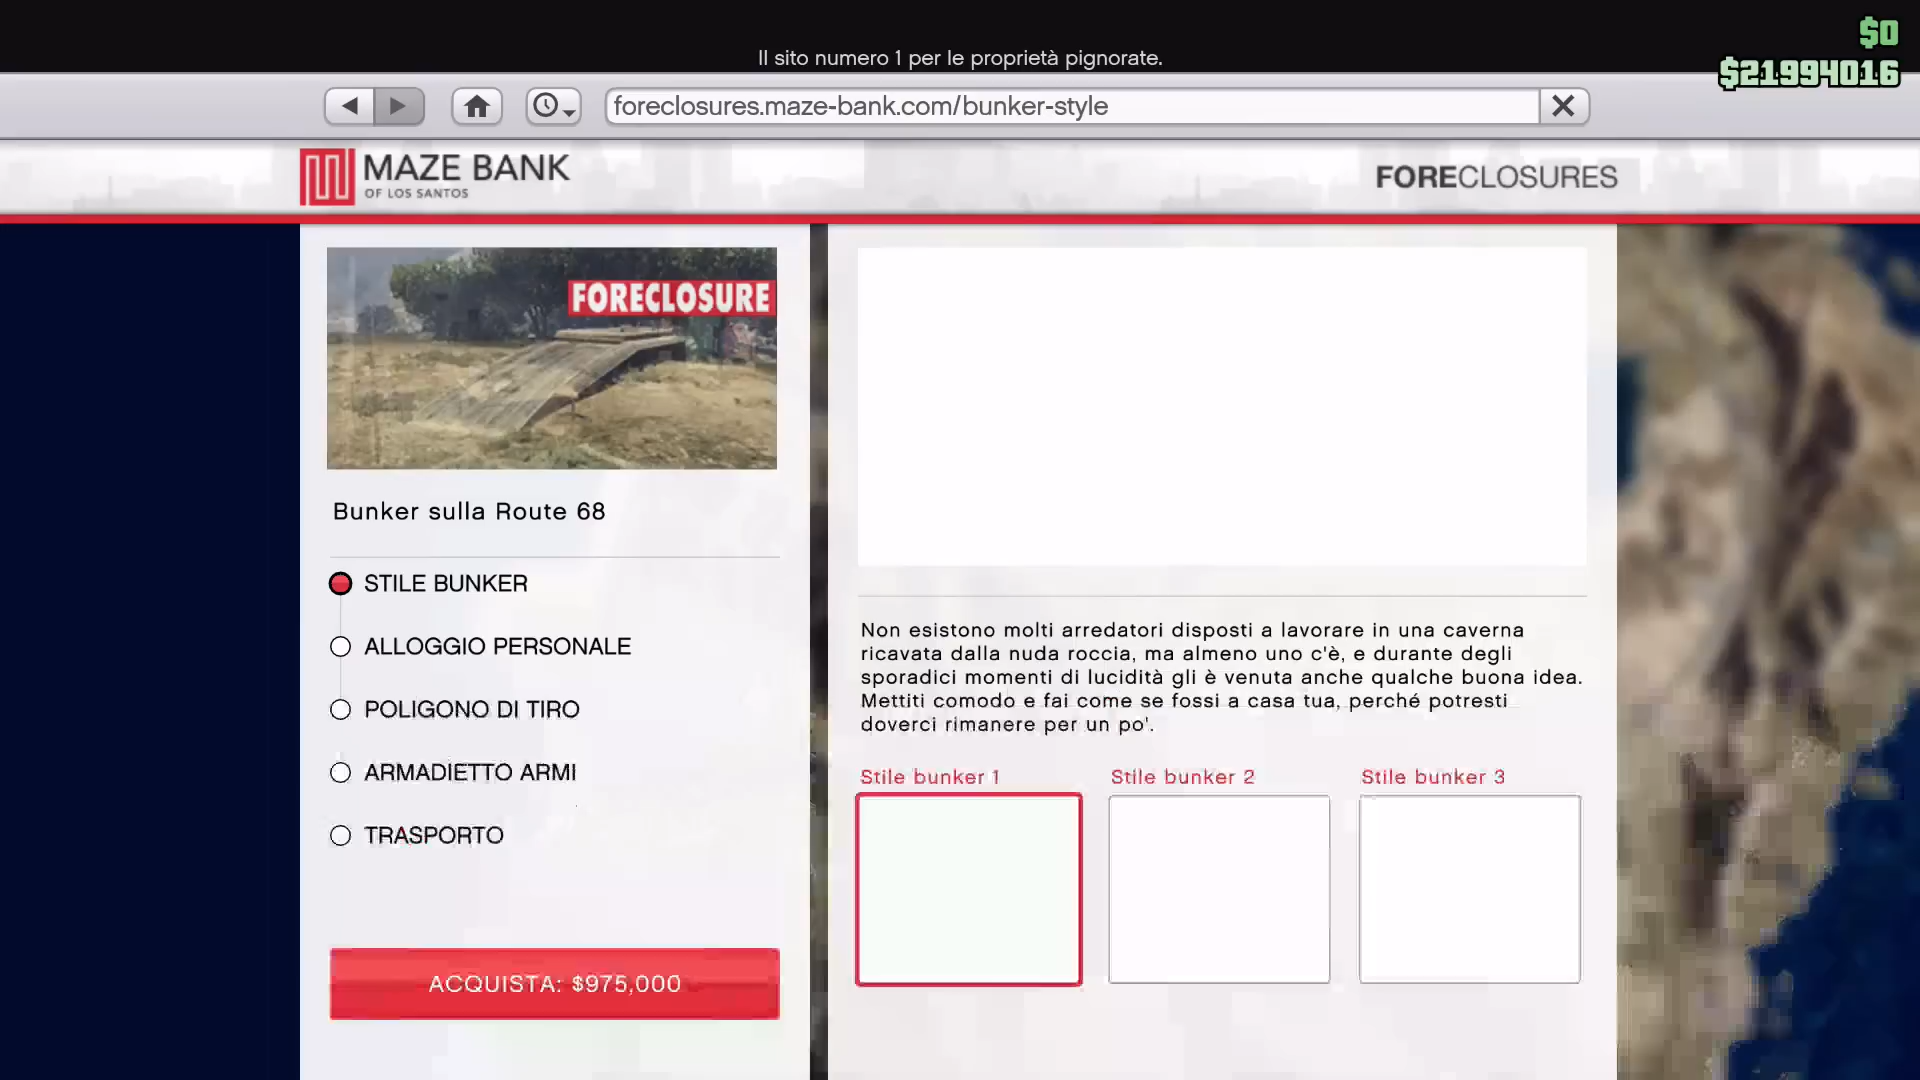 $0
$21994016
Il sito numero 1 per le proprietà pignorate.
foreclosures.maze-bank.com/bunker-style
MAZE BANK
OF LOS SANTOS
FORECLOSURES
FORECLOSURE
Bunker sulla Route 68
STILE BUNKER
ALLOGGIO PERSONALE
POLIGONO DI TIRO
ARMADIETTO ARMI
TRASPORTO
ACQUISTA: $975,000
Non esistono molti arredatori disposti a lavorare in una caverna
ricavata dalla nuda roccia, ma almeno uno c'è, e durante degli
sporadici momenti di lucidità gli è venuta anche qualche buona idea.
Mettiti comodo e fai come se fossi a casa tua, perché potresti
doverci rimanere per un po'.
Stile bunker 1
Stile bunker 2
Stile bunker 3